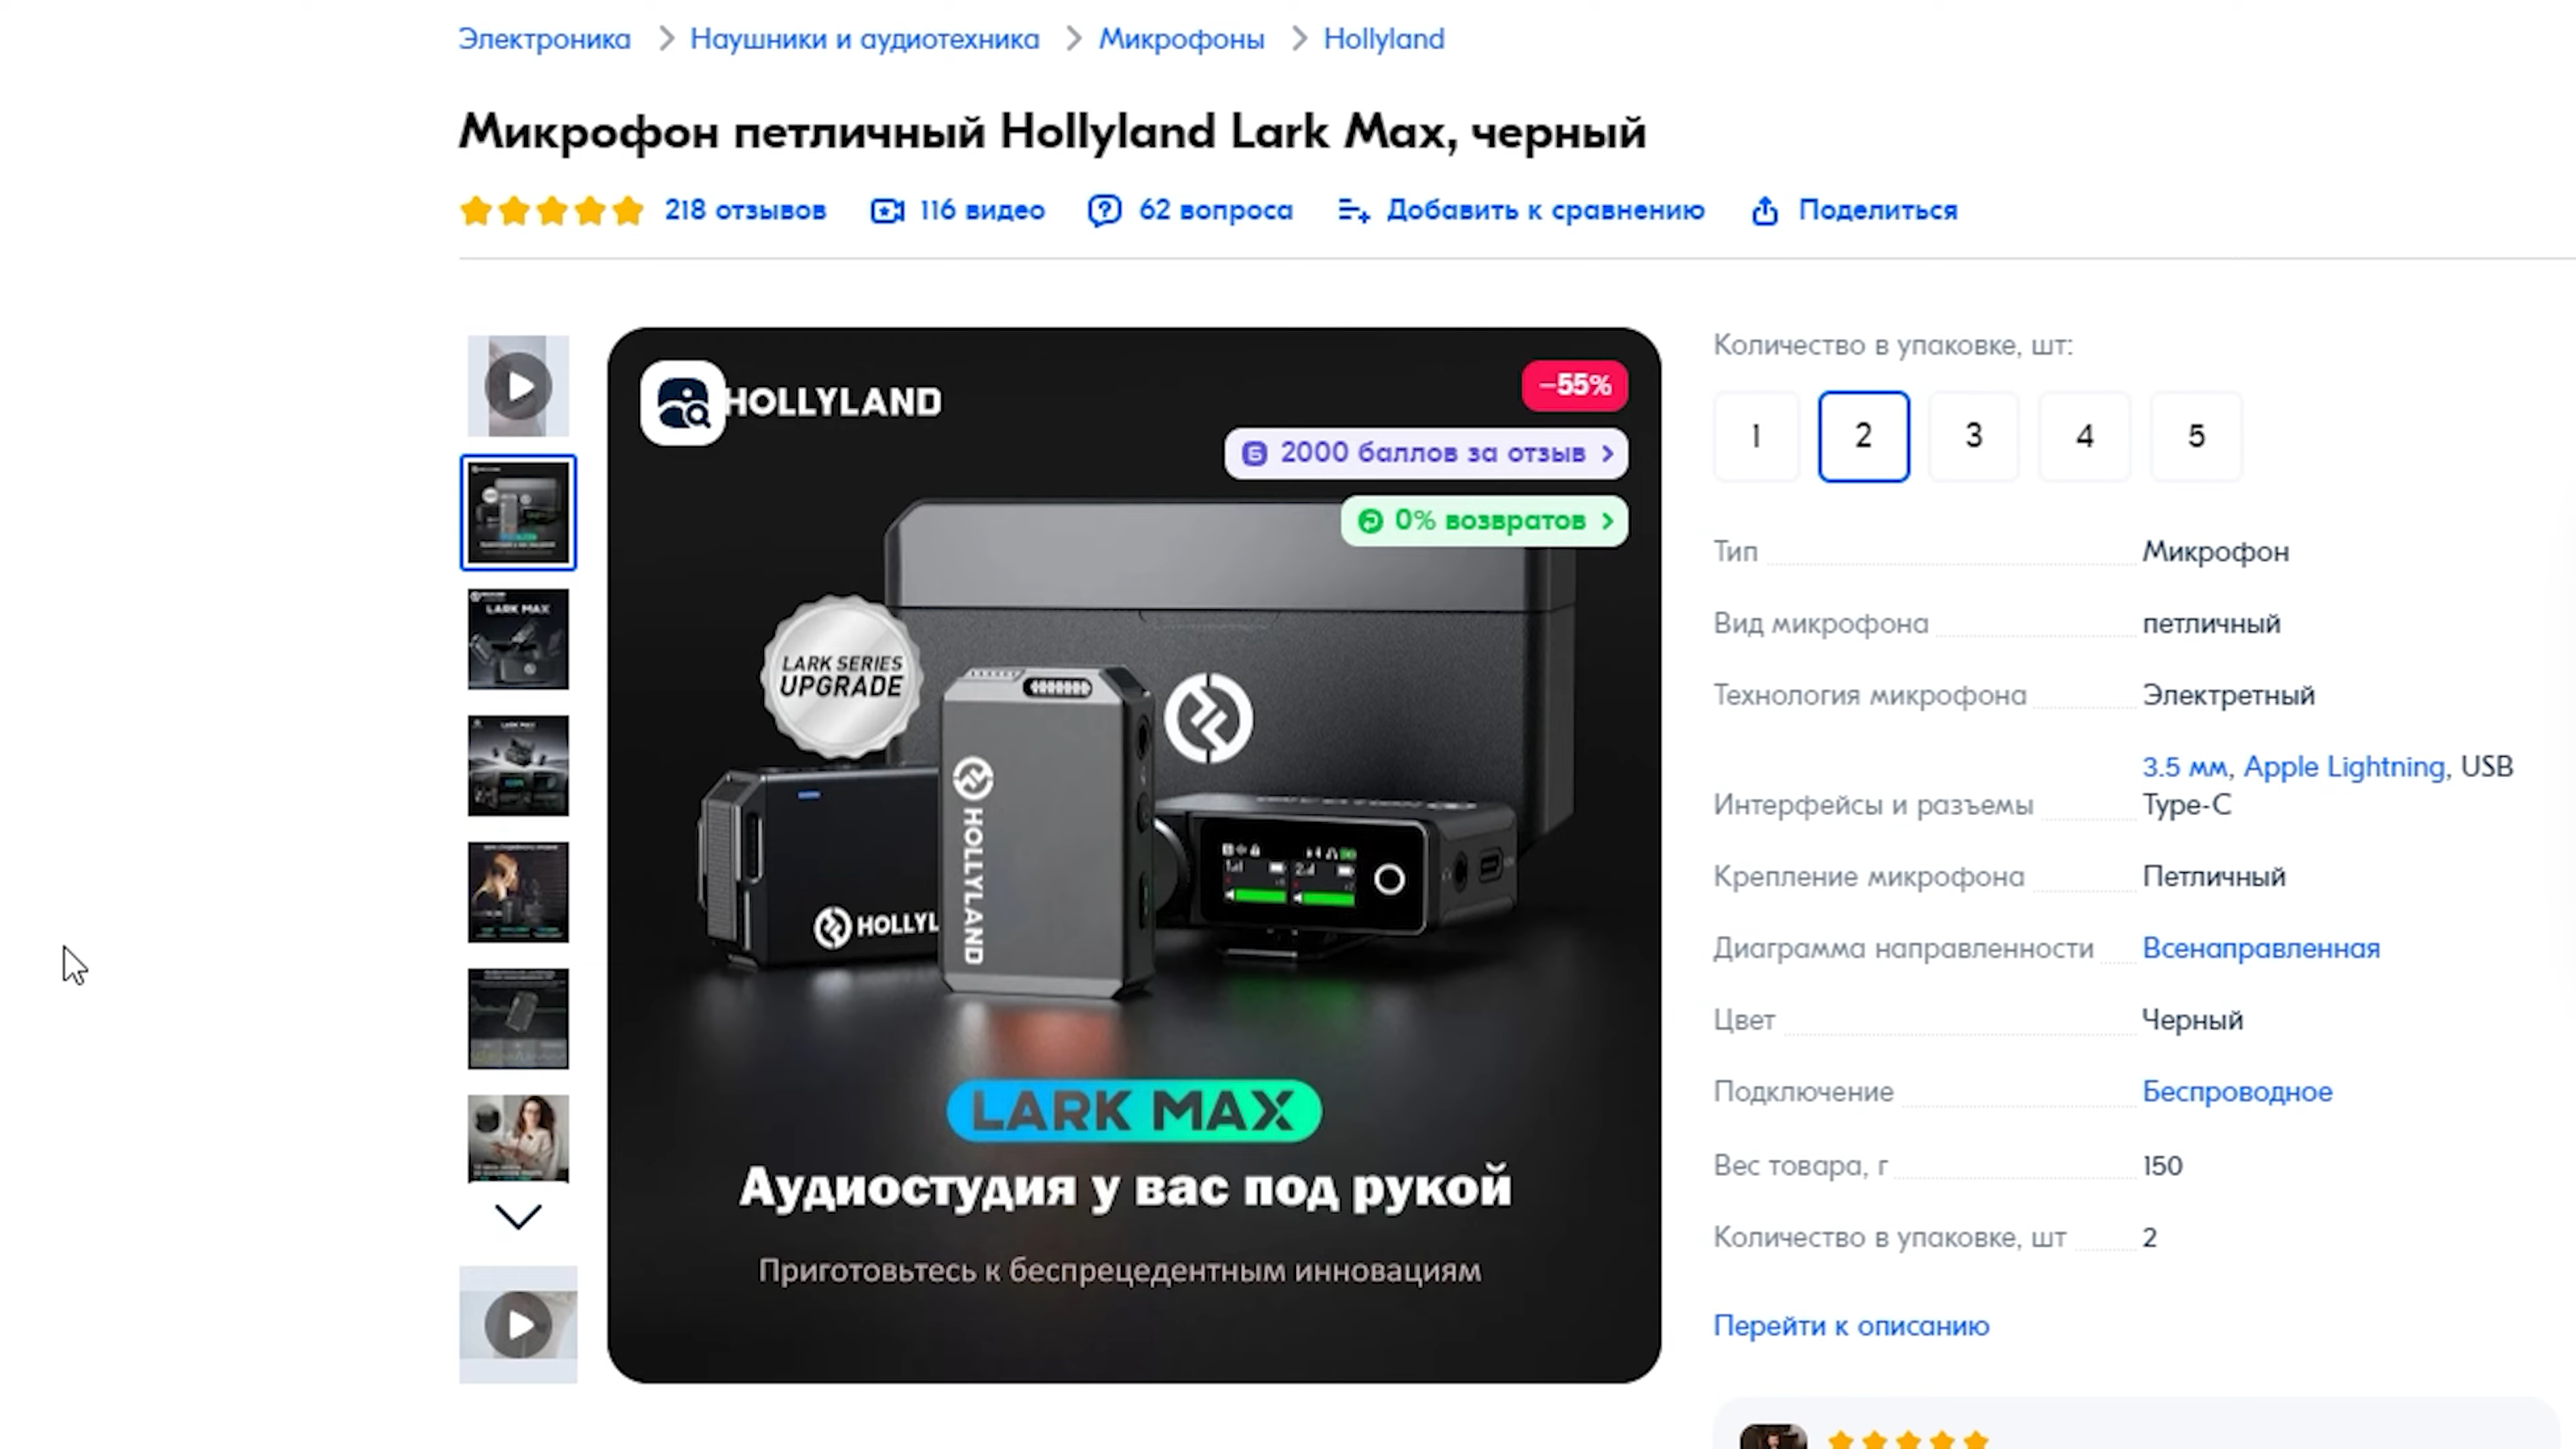 Электроника > Наушники и аудиотехника > Микрофоны > Hollyland
Микрофон петличный Hollyland Lark Max, черный
218 отзывов 116 видео 62 вопроса Добавить к сравнению Поделиться
HOLLYLAND
–55%
2000 баллов за отзыв >
0% возвратов >
LARK SERIES
UPGRADE
HOLLYL
HOLLYLAND
LARK MAX
Аудиостудия у вас под рукой
Приготовьтесь к беспрецедентным инновациям
LARK MAX
LARK MAX
Количество в упаковке, шт:
1 2 3 4 5
Тип Микрофон
Вид микрофона петличный
Технология микрофона Электретный
Интерфейсы и разъемы 3.5 мм, Apple Lightning, USB
Type-C
Крепление микрофона Петличный
Диаграмма направленности Всенаправленная
Цвет Черный
Подключение Беспроводное
Вес товара, г 150
Количество в упаковке, шт 2
Перейти к описанию